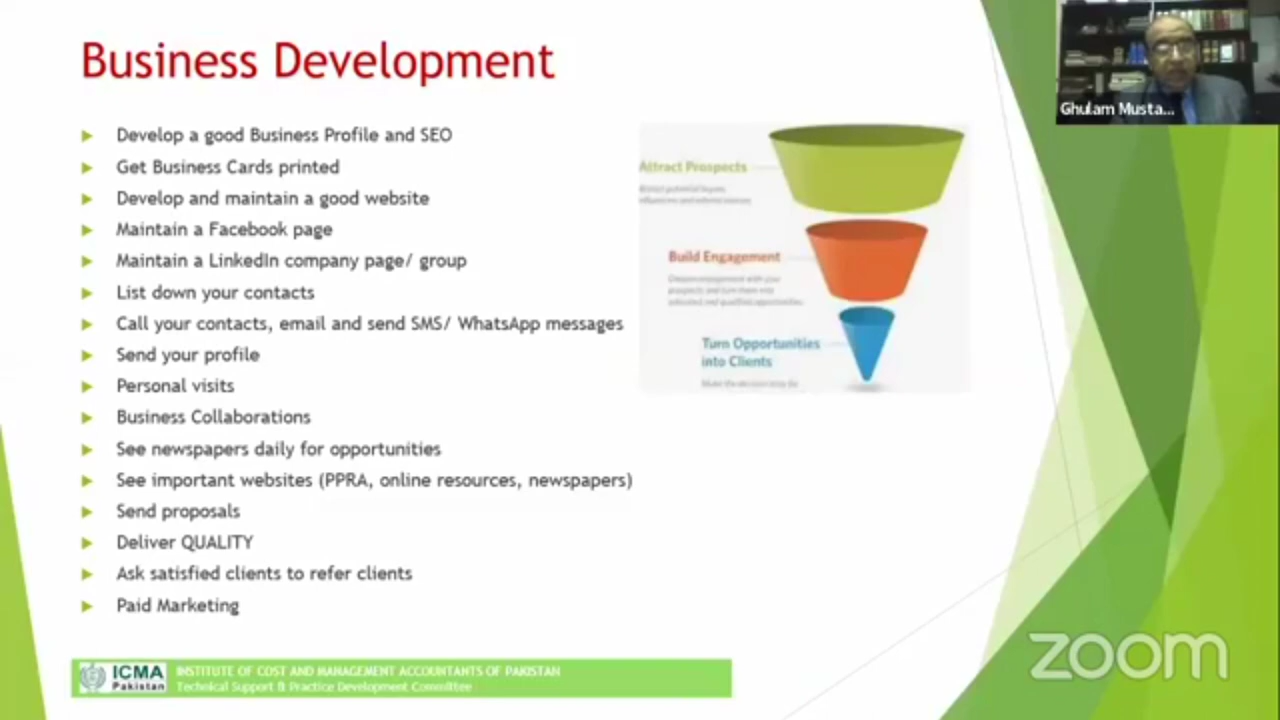 Business Development
Develop a good Business Profile and SEO
Get Business Cards printed
Develop and maintain a good website
Maintain a Facebook page
Maintain a LinkedIn company page/ group
List down your contacts
Call your contacts, email and send SMS/ WhatsApp messages
Send your profile
Personal visits
Business Collaborations
See newspapers daily for opportunities
See important websites (PPRA, online resources, newspapers)
Send proposals
Deliver QUALITY
Ask satisfied clients to refer clients
Paid Marketing
Attract Prospects
Build Engagement
Turn Opportunities
into Clients
Ghulam Musta...
ICMA
Pakistan
INSTITUTE OF COST AND MANAGEMENT ACCOUNTANTS OF PAKISTAN
Technical Support & Practice Development Committee
zoom